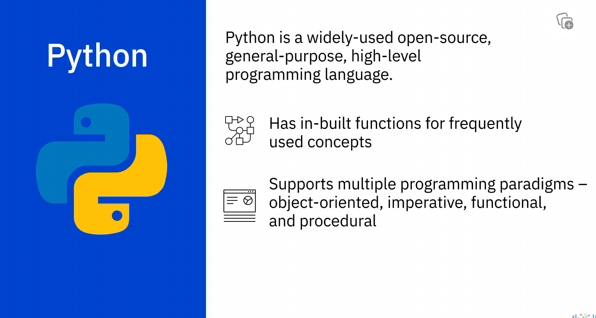 Python
Python is a widely-used open-source,
general-purpose, high-level
programming language.
Has in-built functions for frequently
used concepts
Supports multiple programming paradigms –
object-oriented, imperative, functional,
and procedural